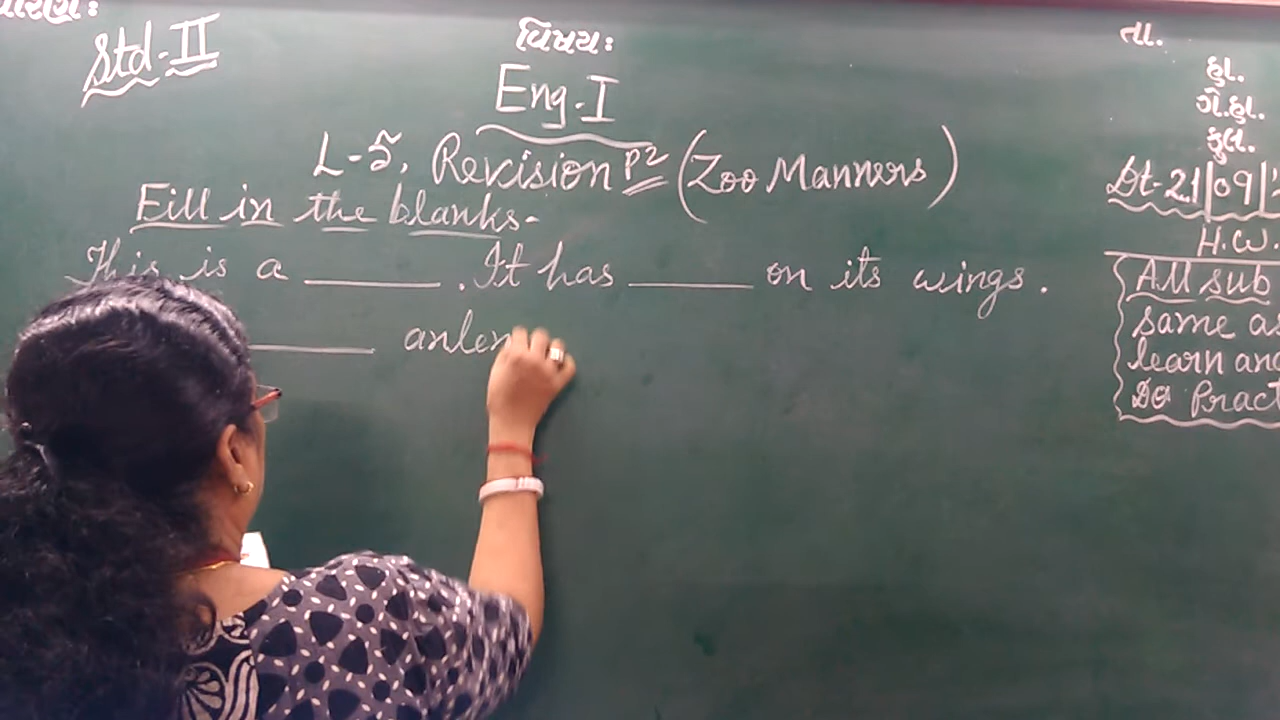 Std-II
વિષય:
તા.
Eng-I
હા.
ગે.હા.
કુલ.
L-5. Revision P2 (Zoo Manners)
Dt-21|09|
Fill in the blanks-
H.W.
This is a ______. It has ______ on its wings.
All sub
______ anten
same as
learn and
Do Pract